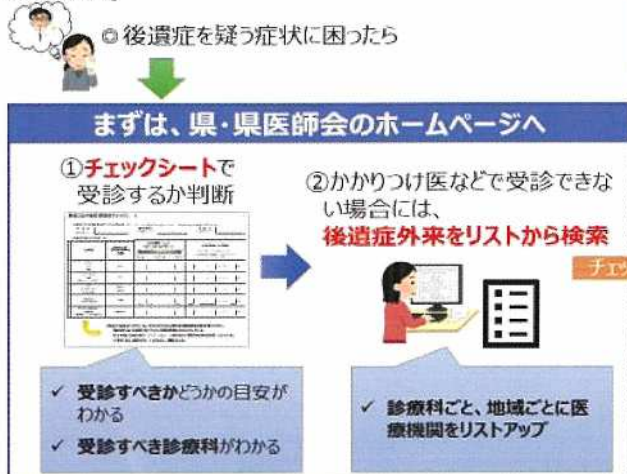 ◎後遺症を疑う症状に困ったら
まずは、県・県医師会のホームページへ
①チェックシートで
受診するか判断
②かかりつけ医などで受診できな
い場合には、
後遺症外来をリストから検索
チェッ
✓ 受診すべきかどうかの目安が
わかる
✓ 受診すべき診療科がわかる
✓ 診療科ごと、地域ごとに医
療機関をリストアップ